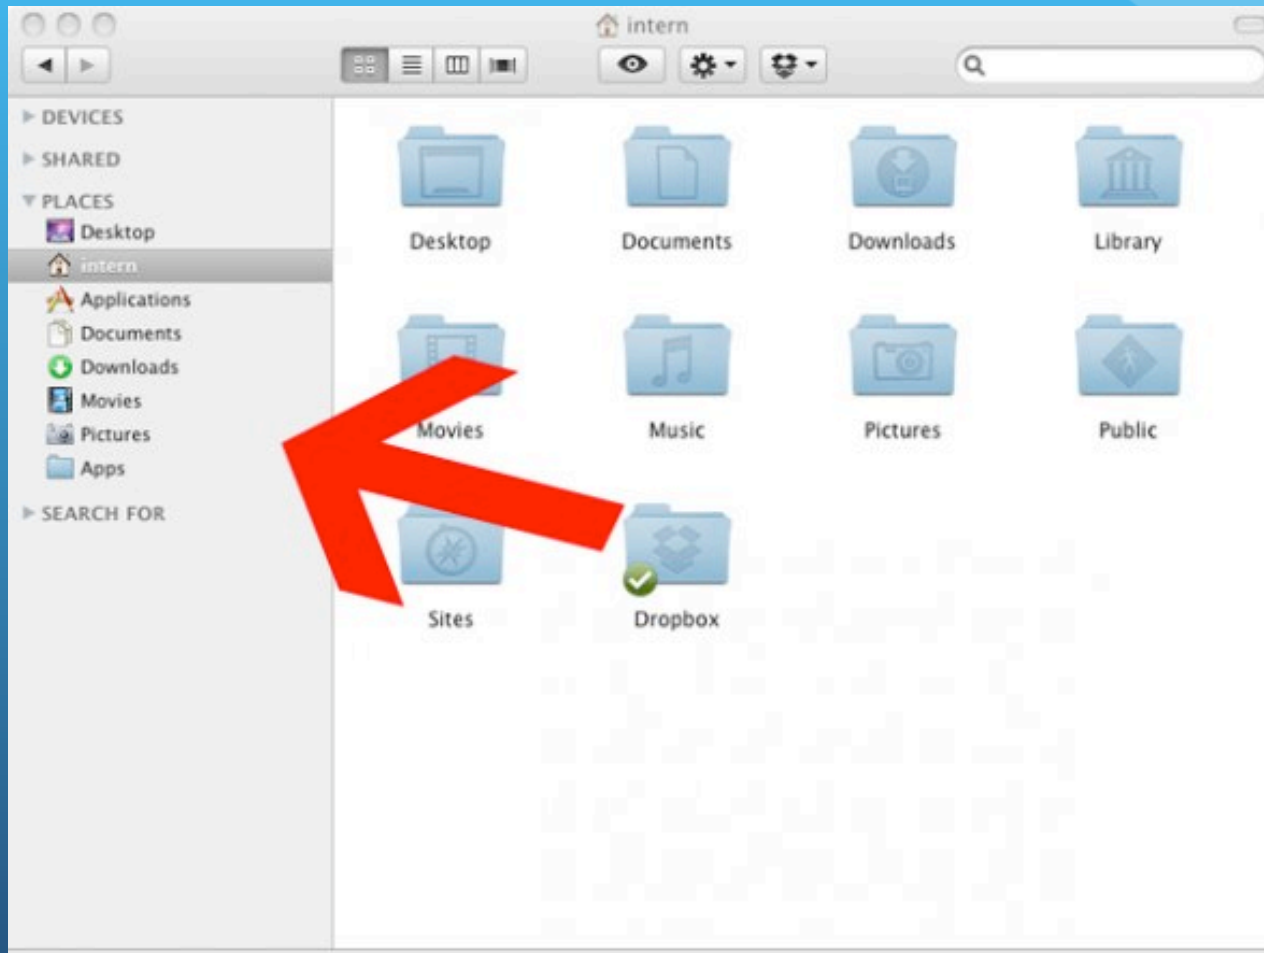 intern
DEVICES
SHARED
PLACES
Desktop
intern
Applications
Documents
Downloads
Movies
Pictures
Apps
SEARCH FOR
Desktop Documents Downloads Library
Movies Music Pictures Public
Sites Dropbox